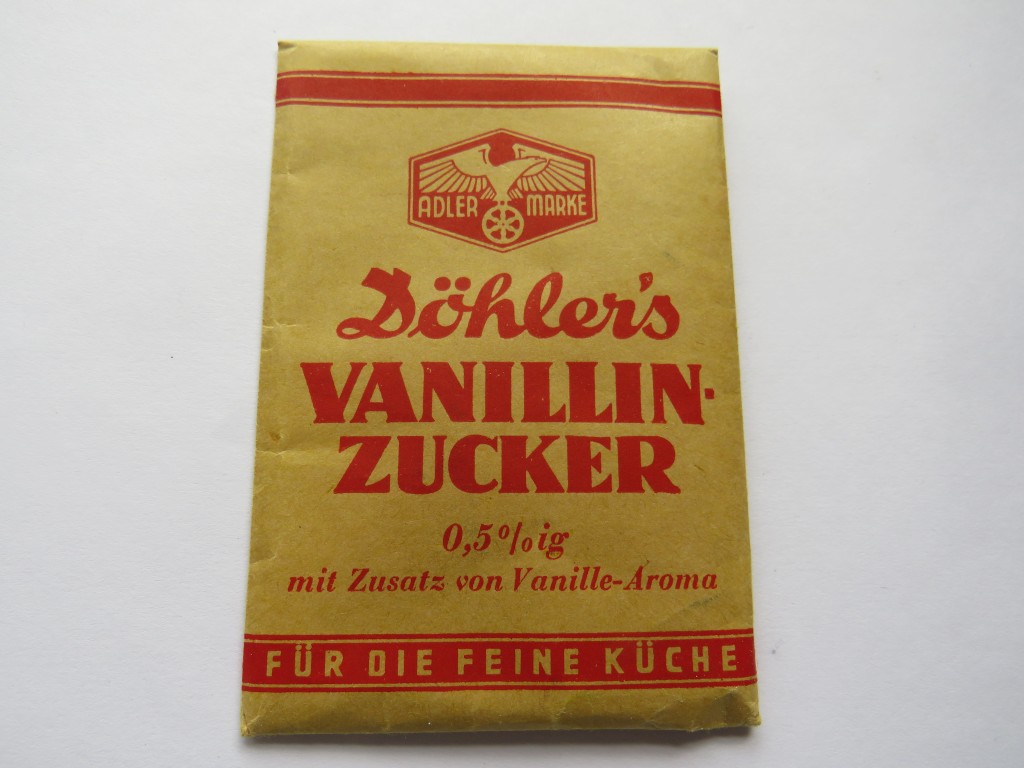 ADLER MARKE
Döhler's
VANILLIN-
ZUCKER
0,5%ig
mit Zusatz von Vanille-Aroma
FÜR DIE FEINE KÜCHE